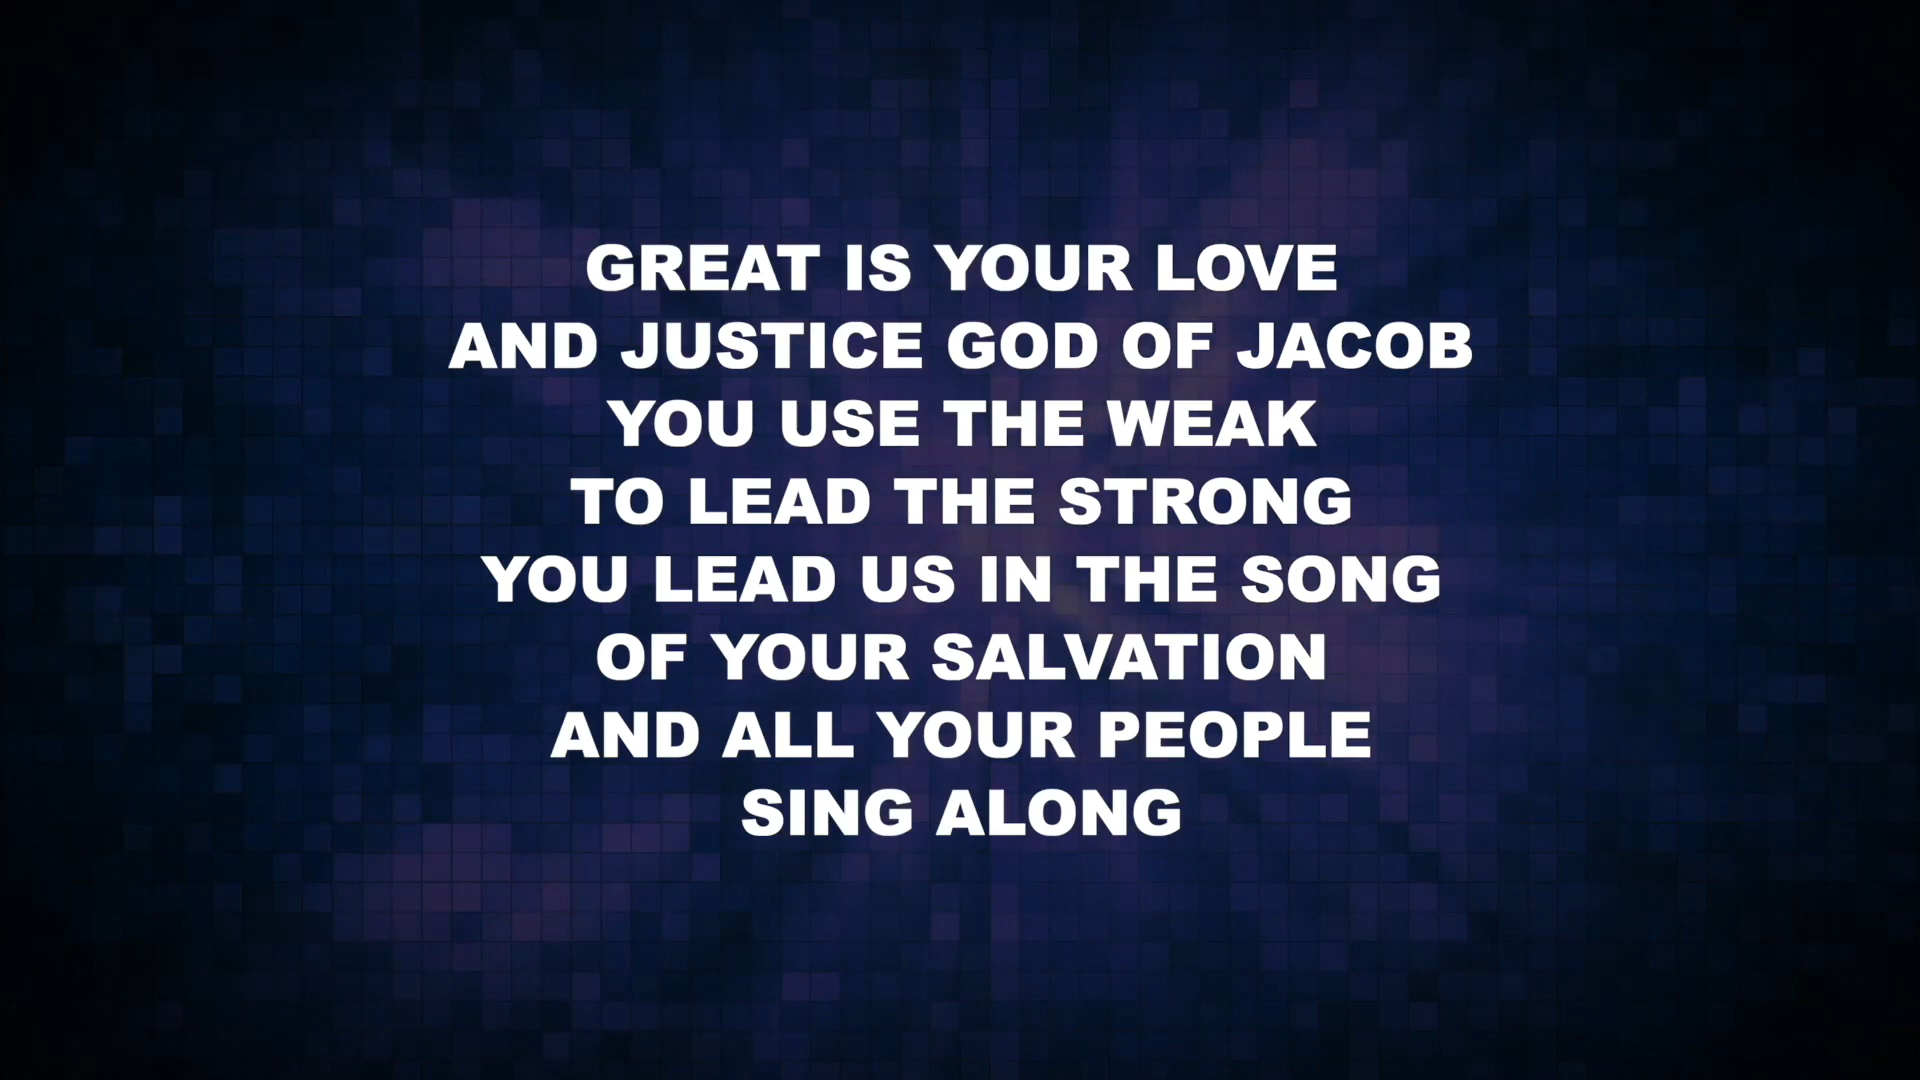 GREAT IS YOUR LOVE
AND JUSTICE GOD OF JACOB
YOU USE THE WEAK
TO LEAD THE STRONG
YOU LEAD US IN THE SONG
OF YOUR SALVATION
AND ALL YOUR PEOPLE
SING ALONG